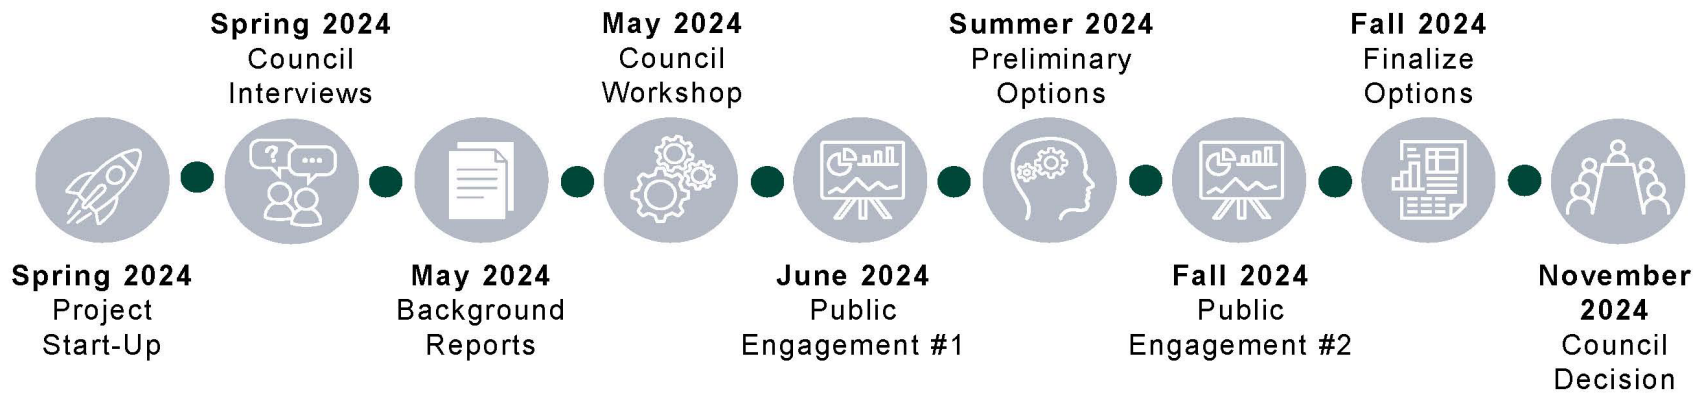 Spring 2024
Project
Start-Up
Spring 2024
Council
Interviews
May 2024
Background
Reports
May 2024
Council
Workshop
June 2024
Public
Engagement #1
Summer 2024
Preliminary
Options
Fall 2024
Public
Engagement #2
Fall 2024
Finalize
Options
November
2024
Council
Decision